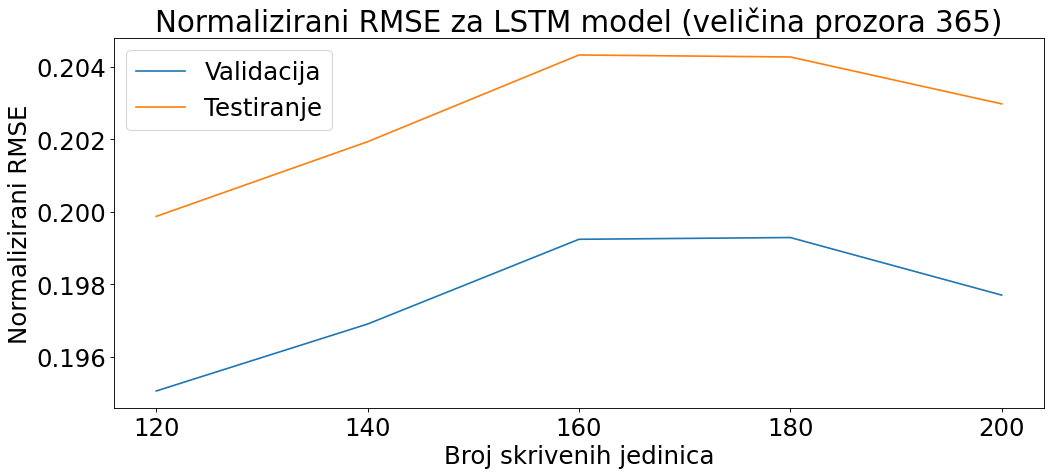 Normalizirani RMSE za LSTM model (veličina prozora 365)
Validacija
Testiranje
Normalizirani RMSE
0.204
0.202
0.200
0.198
0.196
120 140 160 180 200
Broj skrivenih jedinica